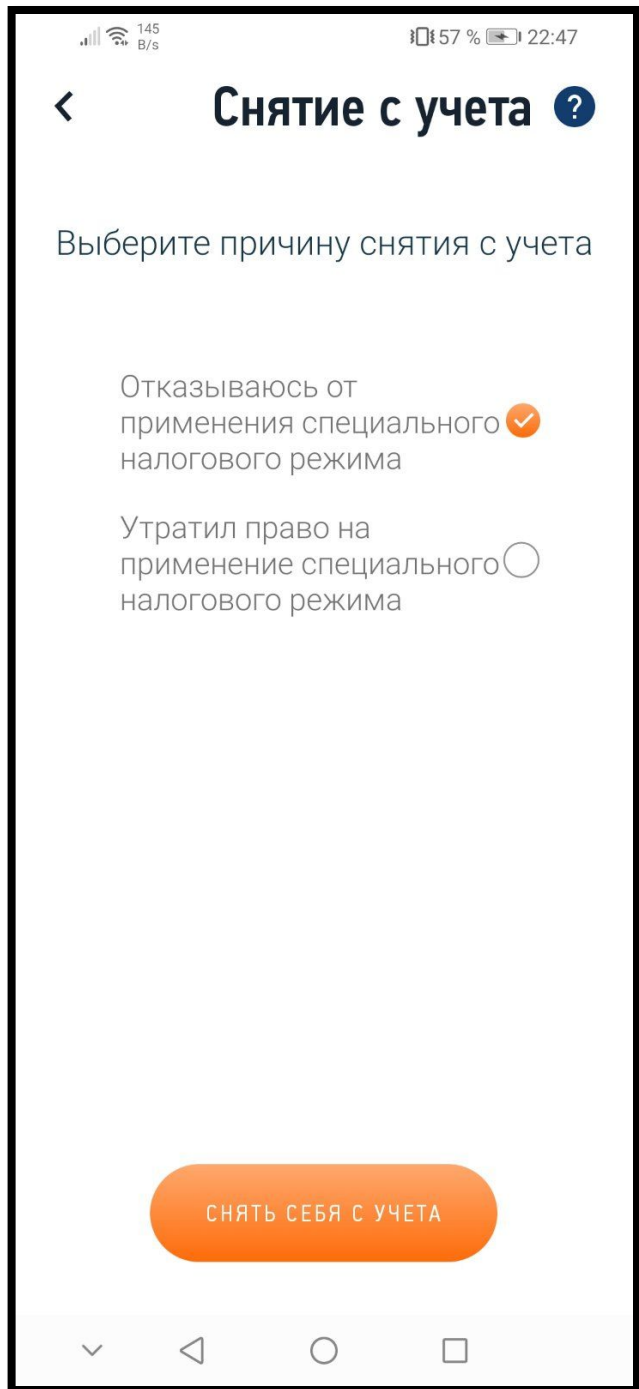 145
B/s
57 %
22:47
Снятие с учета ?
Выберите причину снятия с учета
Отказываюсь от
применения специального
налогового режима
Утратил право на
применение специального
налогового режима
СНЯТЬ СЕБЯ С УЧЕТА